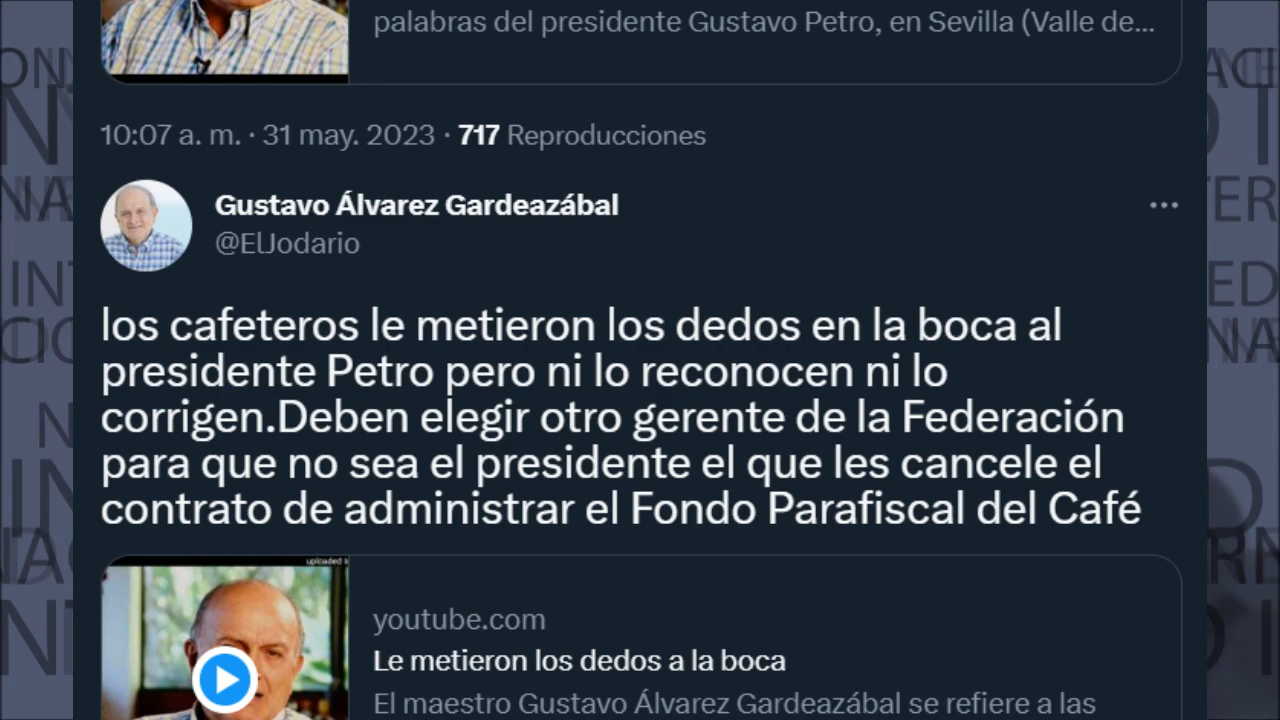 palabras del presidente Gustavo Petro, en Sevilla (Valle de...
10:07 a. m. · 31 may. 2023 · 717 Reproducciones
Gustavo Álvarez Gardeazábal
@ElJodario
los cafeteros le metieron los dedos en la boca al
presidente Petro pero ni lo reconocen ni lo
corrigen.Deben elegir otro gerente de la Federación
para que no sea el presidente el que les cancele el
contrato de administrar el Fondo Parafiscal del Café
uploaded
youtube.com
Le metieron los dedos a la boca
El maestro Gustavo Álvarez Gardeazábal se refiere a las